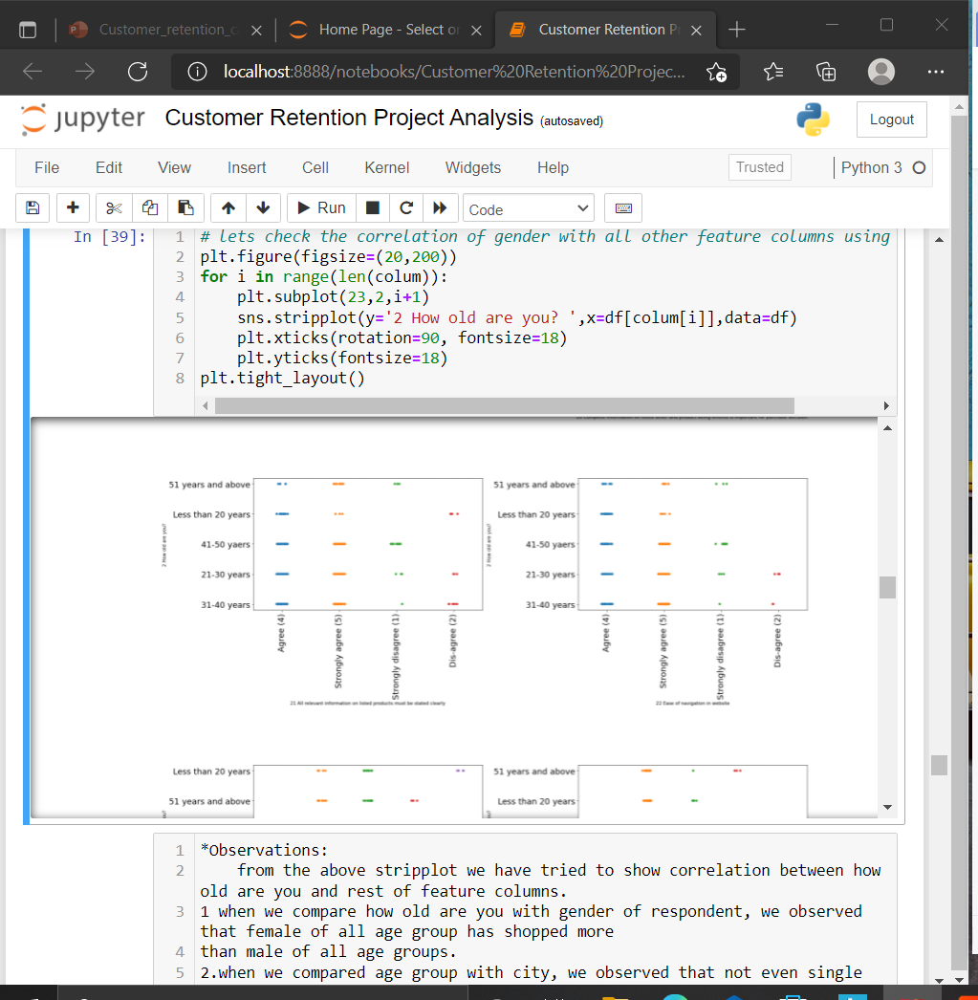 Customer_retention_c
Home Page - Select or
Customer Retention P
localhost:8888/notebooks/Customer%20Retention%20Projec...
jupyter Customer Retention Project Analysis (autosaved)
Logout
File Edit View Insert Cell Kernel Widgets Help
Trusted
Python 3
Run
Code
In [39]:
1 # lets check the correlation of gender with all other feature columns using
2 plt.figure(figsize=(20,200))
3 for i in range(len(colum)):
4 plt.subplot(23,2,i+1)
5 sns.stripplot(y='2 How old are you? ',x=df[colum[i]],data=df)
6 plt.xticks(rotation=90, fontsize=18)
7 plt.yticks(fontsize=18)
8 plt.tight_layout()
2 How old are you?
51 years and above
Less than 20 years
41-50 yaers
21-30 years
31-40 years
Agree (4)
Strongly agree (5)
Strongly disagree (1)
Dis-agree (2)
21 All relevant information on listed products must be stated clearly
2 How old are you?
51 years and above
Less than 20 years
41-50 yaers
21-30 years
31-40 years
Agree (4)
Strongly agree (5)
Strongly disagree (1)
Dis-agree (2)
22 Ease of navigation in website
Less than 20 years
51 years and above
51 years and above
Less than 20 years
1 *Observations:
2 from the above stripplot we have tried to show correlation between how
old are you and rest of feature columns.
3 1 when we compare how old are you with gender of respondent, we observed
that female of all age group has shopped more
4 than male of all age groups.
5 2.when we compared age group with city, we observed that not even single